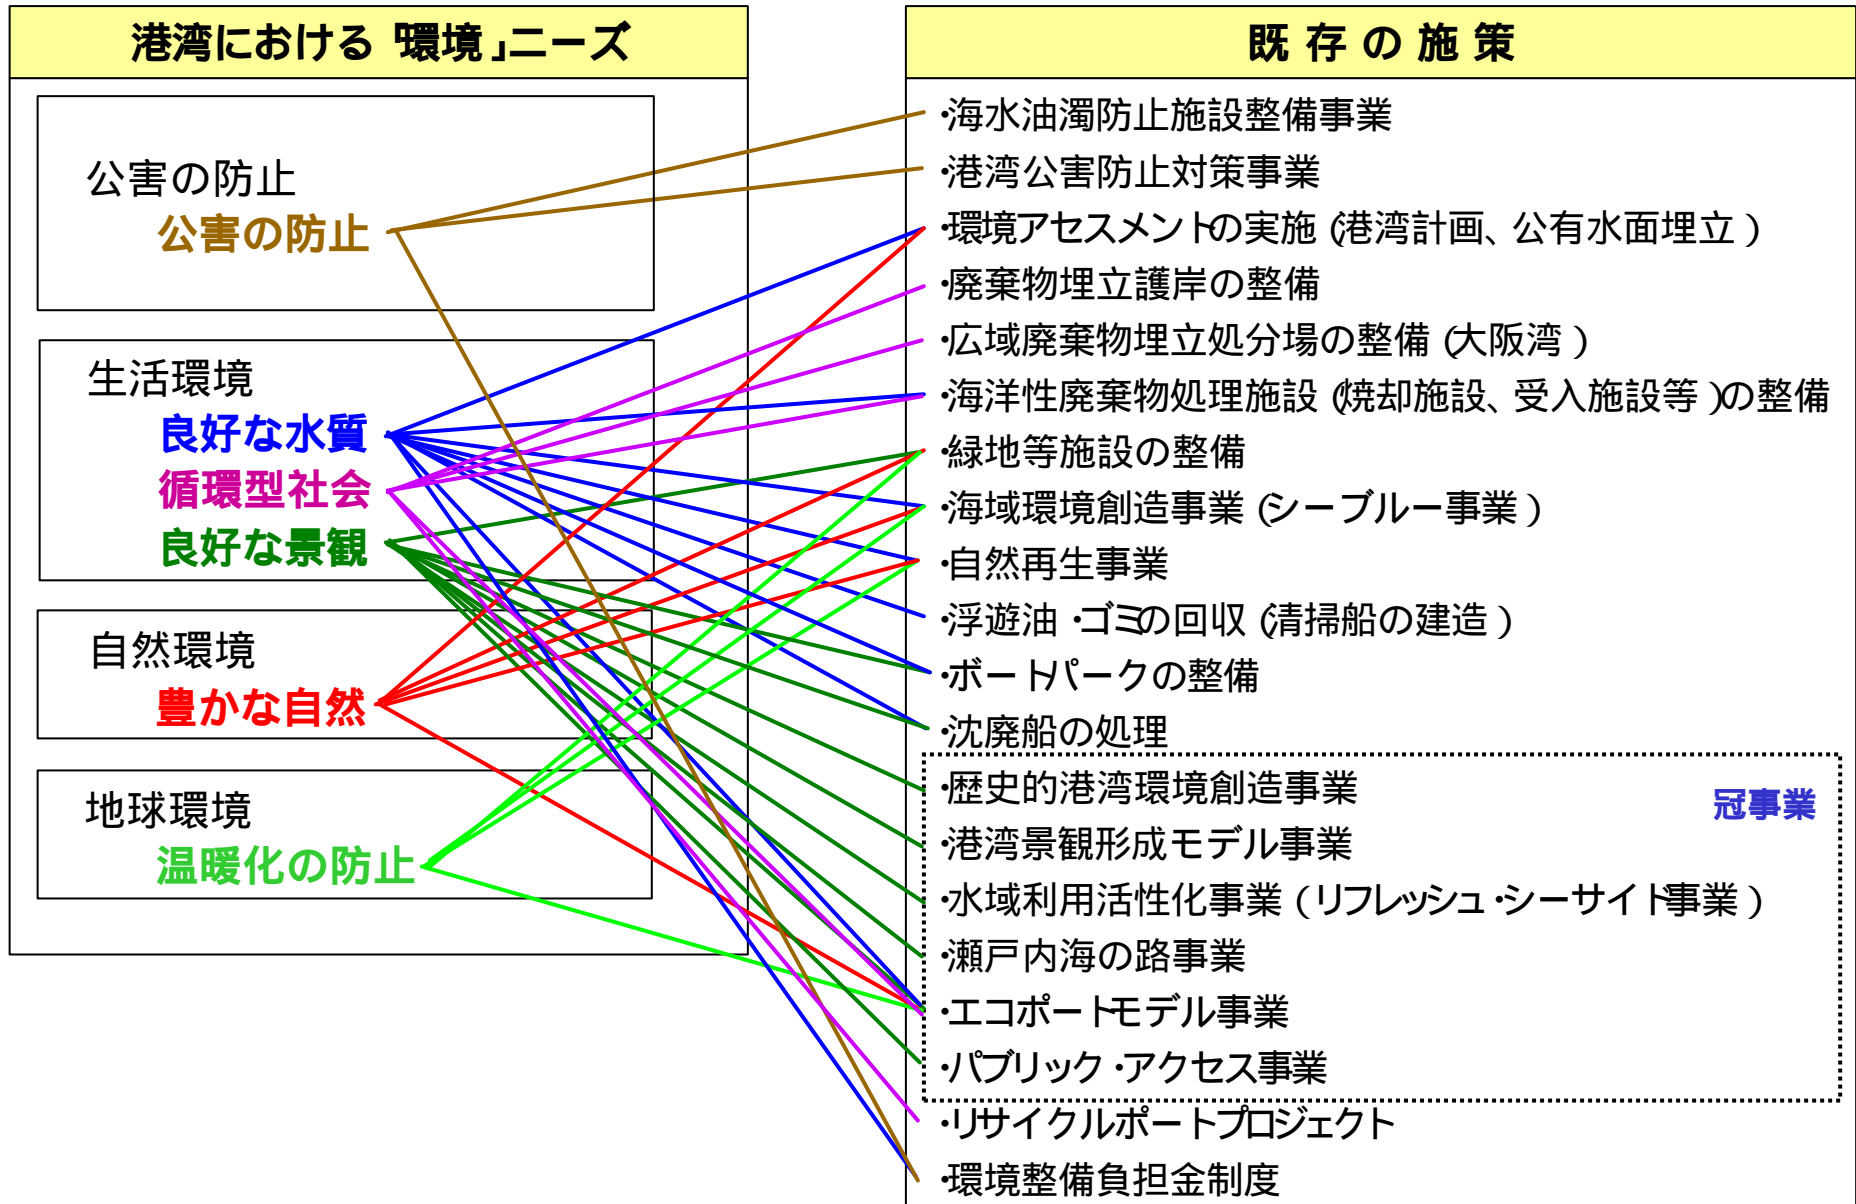 港湾における「環境」ニーズ
公害の防止
公害の防止
生活環境
良好な水質
循環型社会
良好な景観
自然環境
豊かな自然
地球環境
温暖化の防止
既存の施策
・海水油濁防止施設整備事業
・港湾公害防止対策事業
・環境アセスメントの実施(港湾計画、公有水面埋立)
・廃棄物埋立護岸の整備
・広域廃棄物埋立処分場の整備(大阪湾)
・海洋性廃棄物処理施設(焼却施設、受入施設等)の整備
・緑地等施設の整備
・海域環境創造事業(シーブルー事業)
・自然再生事業
・浮遊油・ゴミの回収(清掃船の建造)
・ボートパークの整備
・沈廃船の処理
・歴史的港湾環境創造事業
冠事業
・港湾景観形成モデル事業
・水域利用活性化事業(リフレッシュ・シーサイド事業)
・瀬戸内海の路事業
・エコポートモデル事業
・パブリック・アクセス事業
・リサイクルポートプロジェクト
・環境整備負担金制度